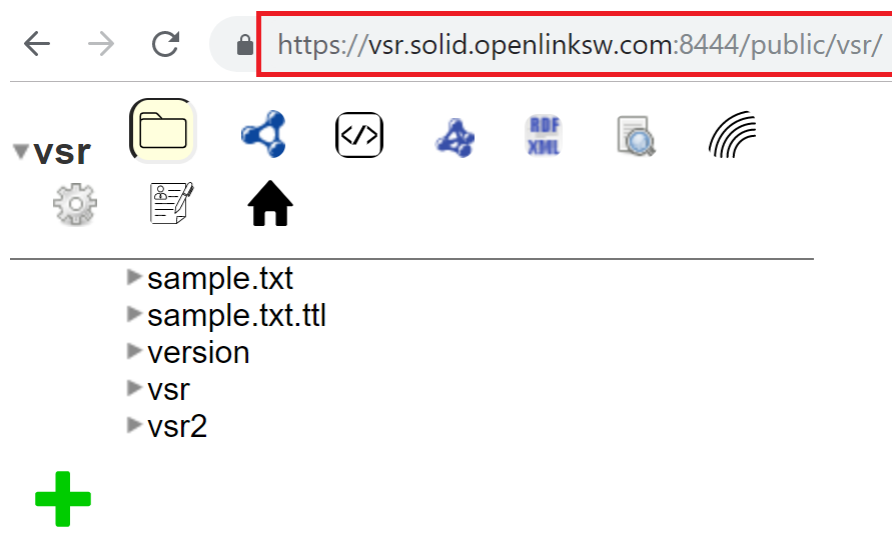 https://vsr.solid.openlinksw.com:8444/public/vsr/
vsr
</>
RDF
XML
sample.txt
sample.txt.ttl
version
vsr
vsr2